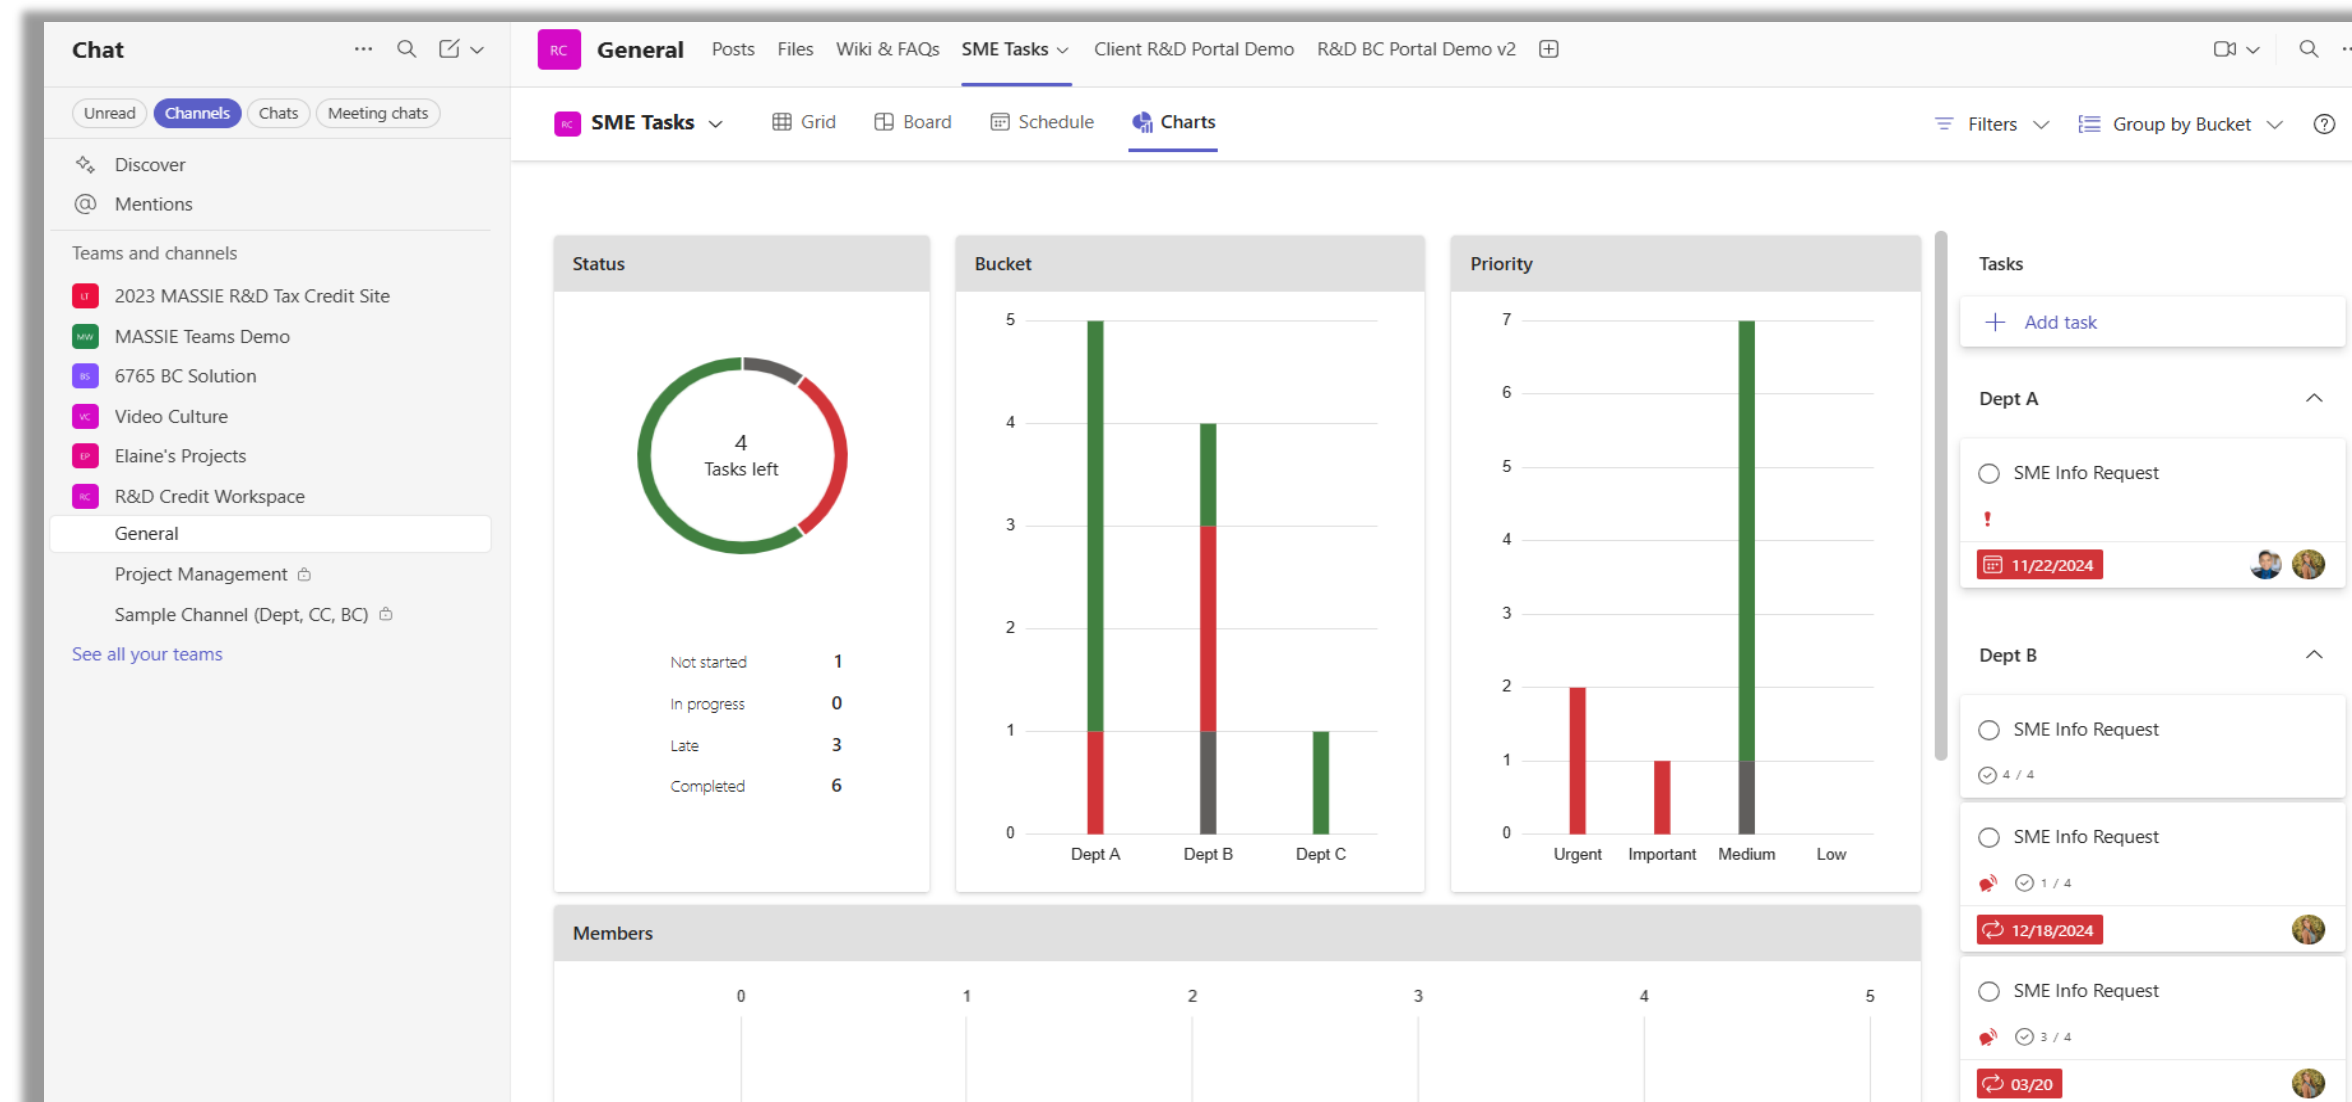 Chat
Unread Channels Chats Meeting chats
Discover
Mentions
Teams and channels
LT 2023 MASSIE R&D Tax Credit Site
MW MASSIE Teams Demo
BS 6765 BC Solution
VC Video Culture
EP Elaine's Projects
RC R&D Credit Workspace
General
Project Management
Sample Channel (Dept, CC, BC)
See all your teams
RC General Posts Files Wiki & FAQs SME Tasks Client R&D Portal Demo R&D BC Portal Demo v2
RC SME Tasks Grid Board Schedule Charts Filters Group by Bucket
Status
4
Tasks left
Not started 1
In progress 0
Late 3
Completed 6
Bucket
5
4
3
2
1
0
Dept A Dept B Dept C
Priority
7
6
5
4
3
2
1
0
Urgent Important Medium Low
Members
0 1 2 3 4 5
Tasks
Add task
Dept A
SME Info Request
11/22/2024
Dept B
SME Info Request
4 / 4
SME Info Request
1 / 4
12/18/2024
SME Info Request
3 / 4
03/20